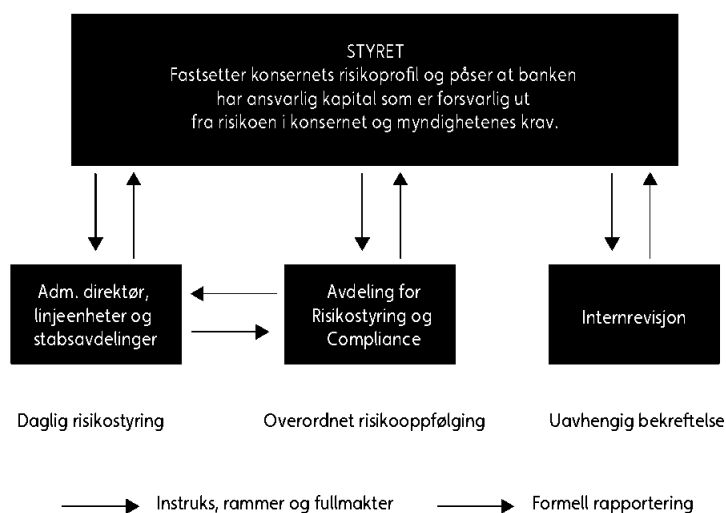 STYRET
Fastsetter konsernets risikoprofil og påser at banken
har ansvarlig kapital som er forsvarlig ut
fra risikoen i konsernet og myndighetenes krav.
Adm. direktør,
linjeenheter og
stabsavdelinger
Avdeling for
Risikostyring og
Compliance
Internrevisjon
Daglig risikostyring
Overordnet risikooppfølging
Uavhengig bekreftelse
Instruks, rammer og fullmakter
Formell rapportering